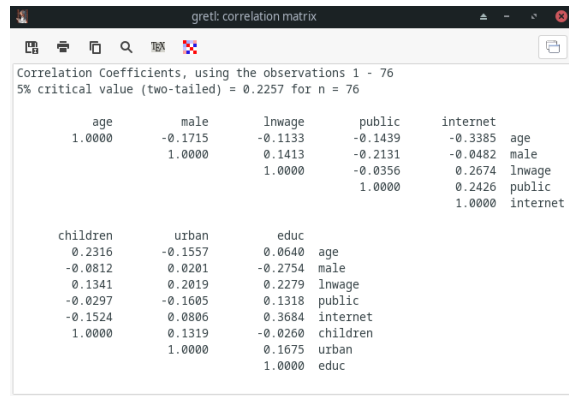 gretl: correlation matrix
TEX
Correlation Coefficients, using the observations 1 - 76
5% critical value (two-tailed) = 0.2257 for n = 76
age male lnwage public internet
1.0000 -0.1715 -0.1133 -0.1439 -0.3385 age
1.0000 0.1413 -0.2131 -0.0482 male
1.0000 -0.0356 0.2674 lnwage
1.0000 0.2426 public
1.0000 internet
children urban educ
0.2316 -0.1557 0.0640 age
-0.0812 0.0201 -0.2754 male
0.1341 0.2019 0.2279 lnwage
-0.0297 -0.1605 0.1318 public
-0.1524 0.0806 0.3684 internet
1.0000 0.1319 -0.0260 children
1.0000 0.1675 urban
1.0000 educ